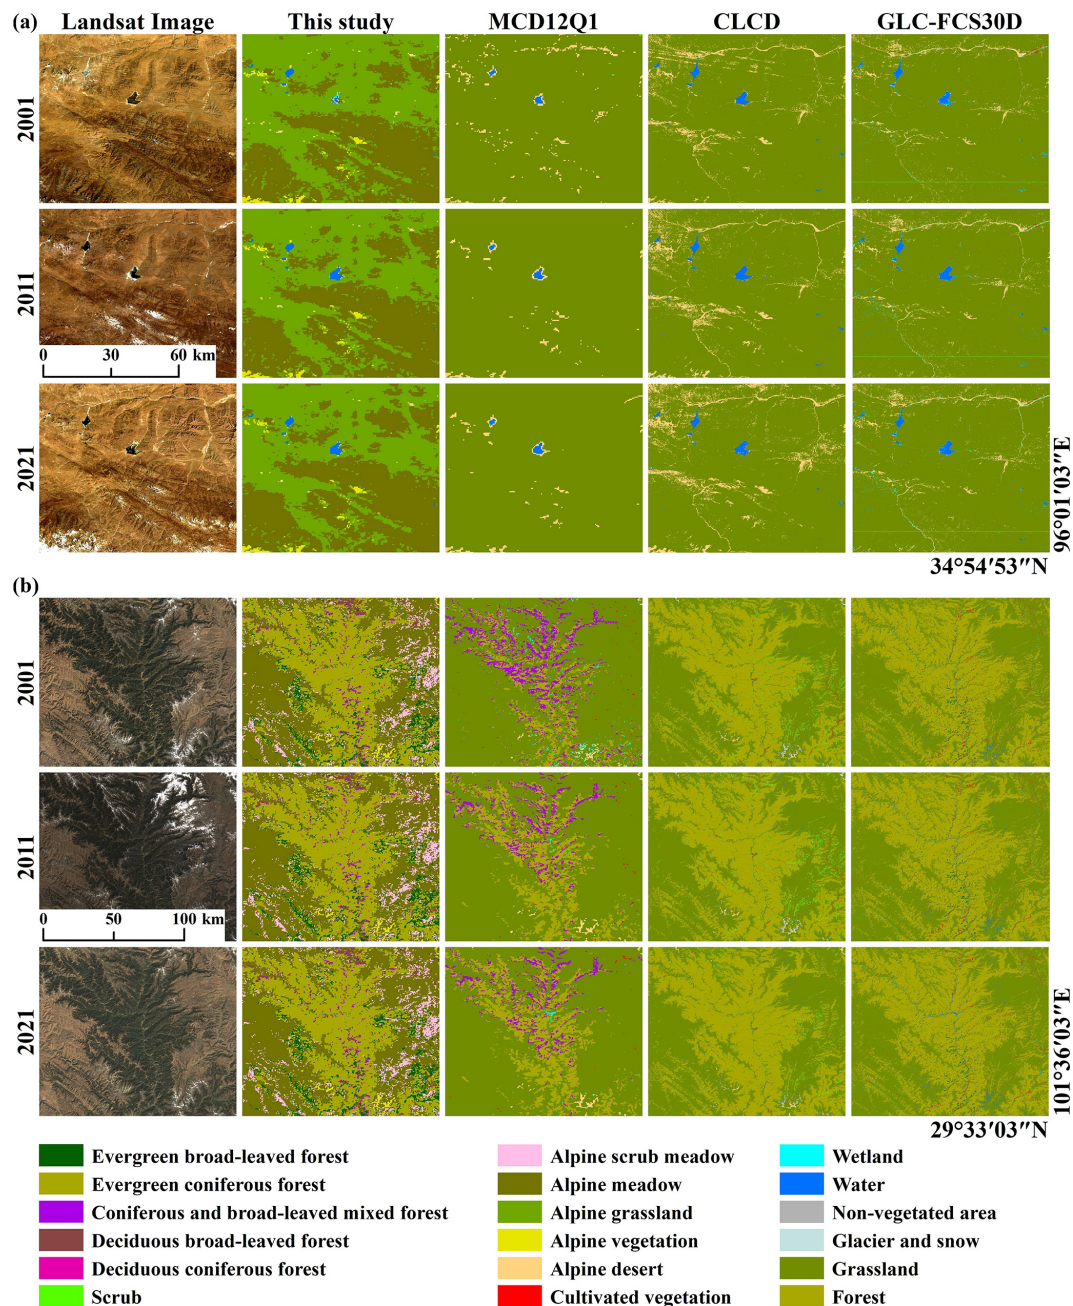 (a) Landsat Image This study MCD12Q1 CLCD GLC-FCS30D
2001
2011
0 30 60 km
2021
96°01′03″E
34°54′53″N
(b)
2001
2011
0 50 100 km
2021
101°36′03″E
29°33′03″N
Evergreen broad-leaved forest
Evergreen coniferous forest
Coniferous and broad-leaved mixed forest
Deciduous broad-leaved forest
Deciduous coniferous forest
Scrub
Alpine scrub meadow
Alpine meadow
Alpine grassland
Alpine vegetation
Alpine desert
Cultivated vegetation
Wetland
Water
Non-vegetated area
Glacier and snow
Grassland
Forest